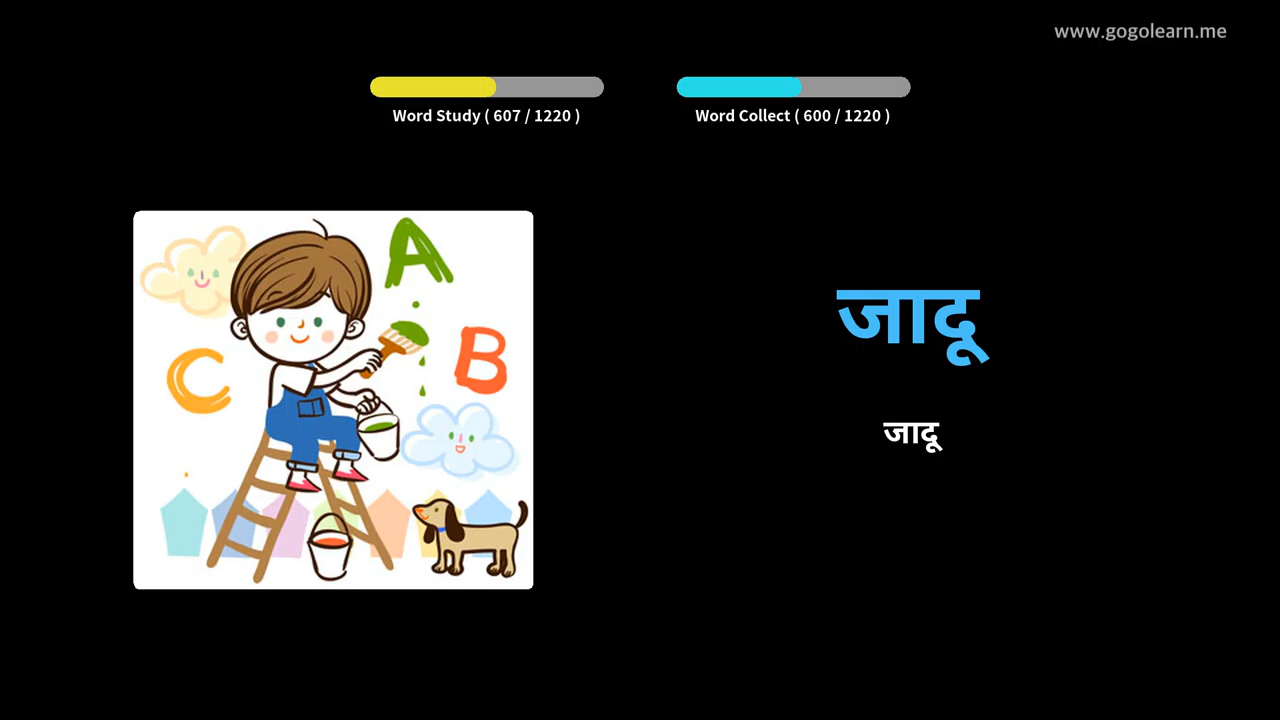 www.gogolearn.me
Word Study ( 607 / 1220 )
Word Collect ( 600 / 1220 )
A
B
C
जादू
जादू